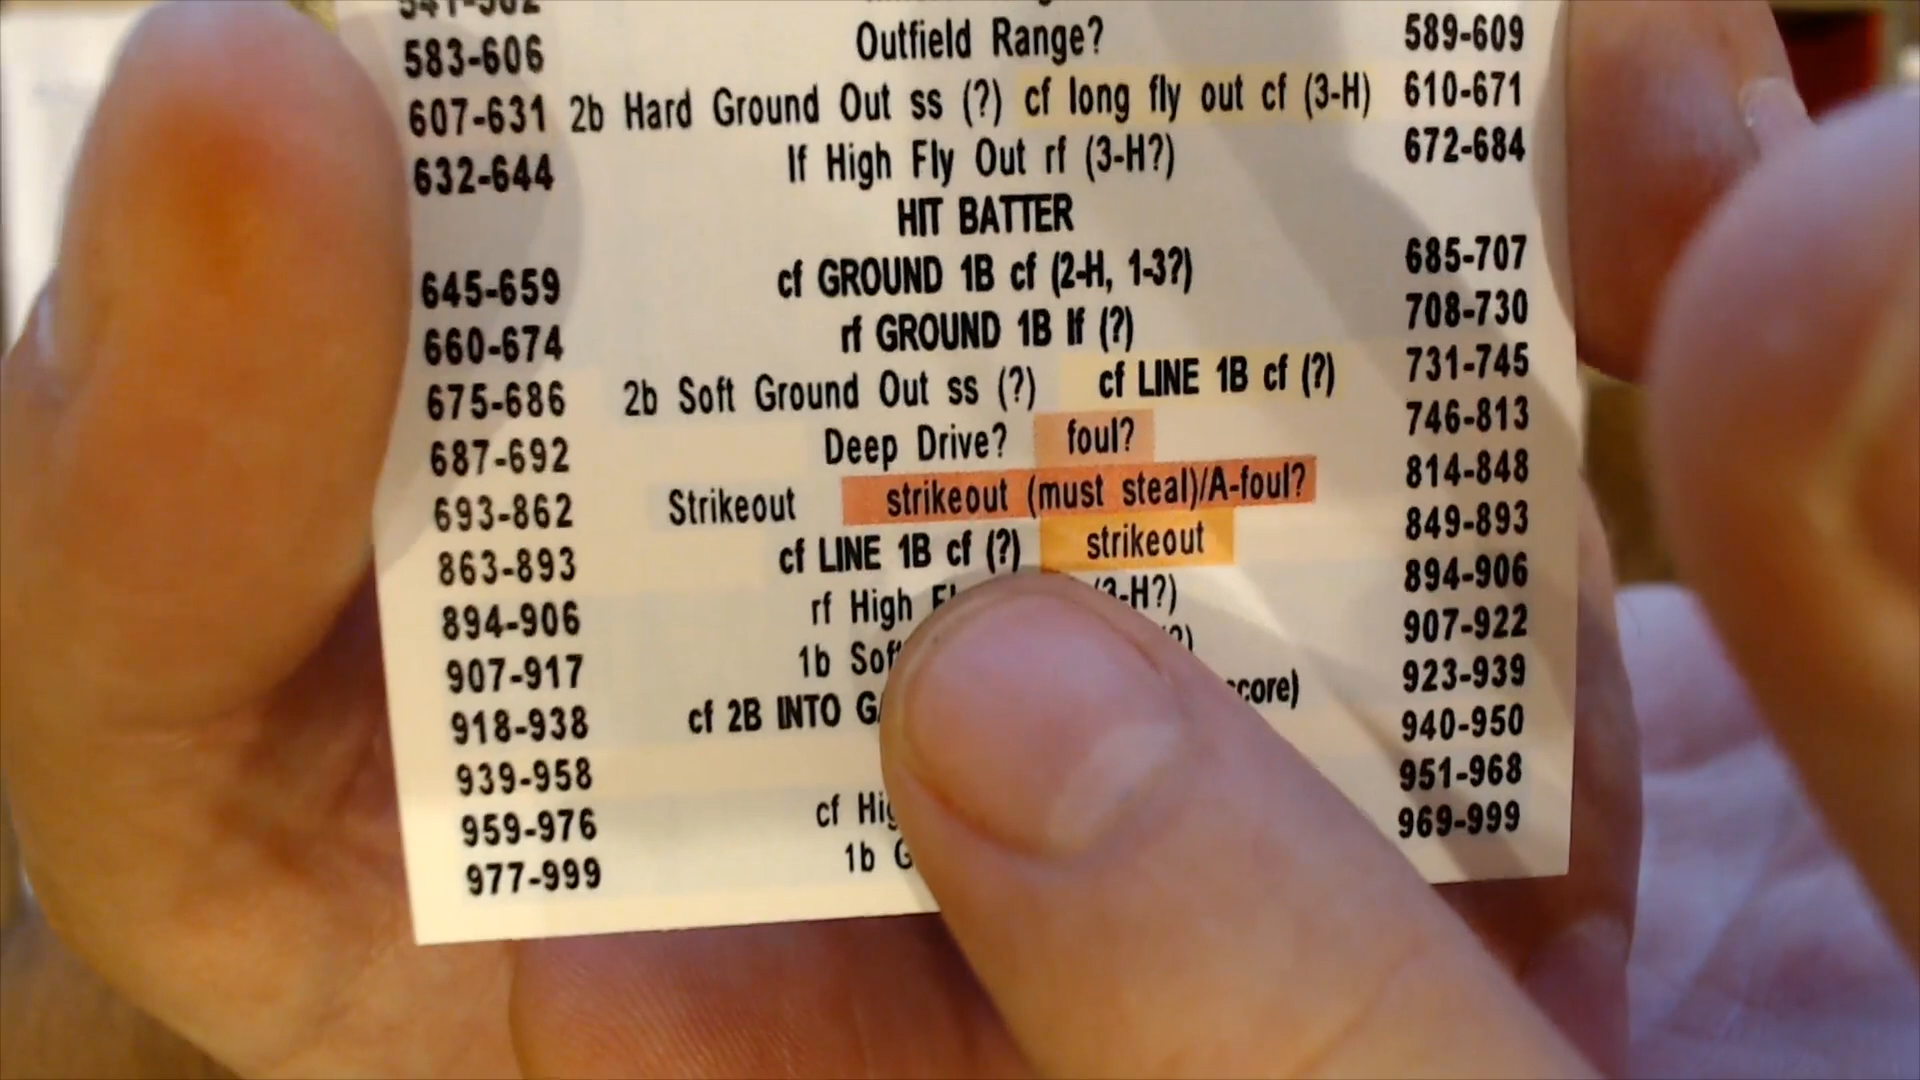 583-606 Outfield Range? 589-609
607-631 2b Hard Ground Out ss (?) cf long fly out cf (3-H) 610-671
632-644 lf High Fly Out rf (3-H?) 672-684
HIT BATTER
645-659 cf GROUND 1B cf (2-H, 1-3?) 685-707
660-674 rf GROUND 1B lf (?) 708-730
675-686 2b Soft Ground Out ss (?) cf LINE 1B cf (?) 731-745
687-692 Deep Drive? foul? 746-813
693-862 Strikeout strikeout (must steal)/A-foul? 814-848
863-893 cf LINE 1B cf (?) strikeout 849-893
894-906 rf High (3-H?) 894-906
907-917 1b 907-922
918-938 cf 2B INTO 923-939
939-958 940-950
959-976 cf 951-968
977-999 1b 969-999